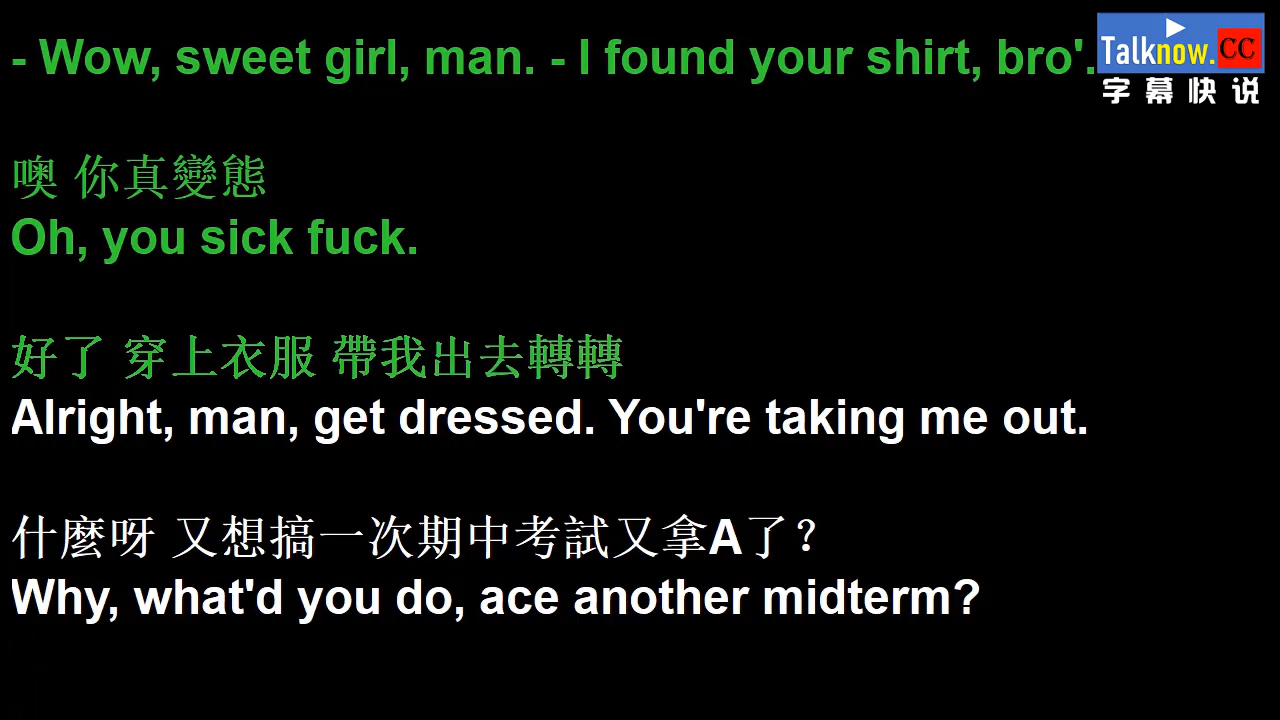 - Wow, sweet girl, man. - I found your shirt, bro'.
Talknow.CC
字幕快说
噢 你真變態
Oh, you sick fuck.
好了 穿上衣服 帶我出去轉轉
Alright, man, get dressed. You're taking me out.
什麼呀 又想搞一次期中考試又拿A了?
Why, what'd you do, ace another midterm?